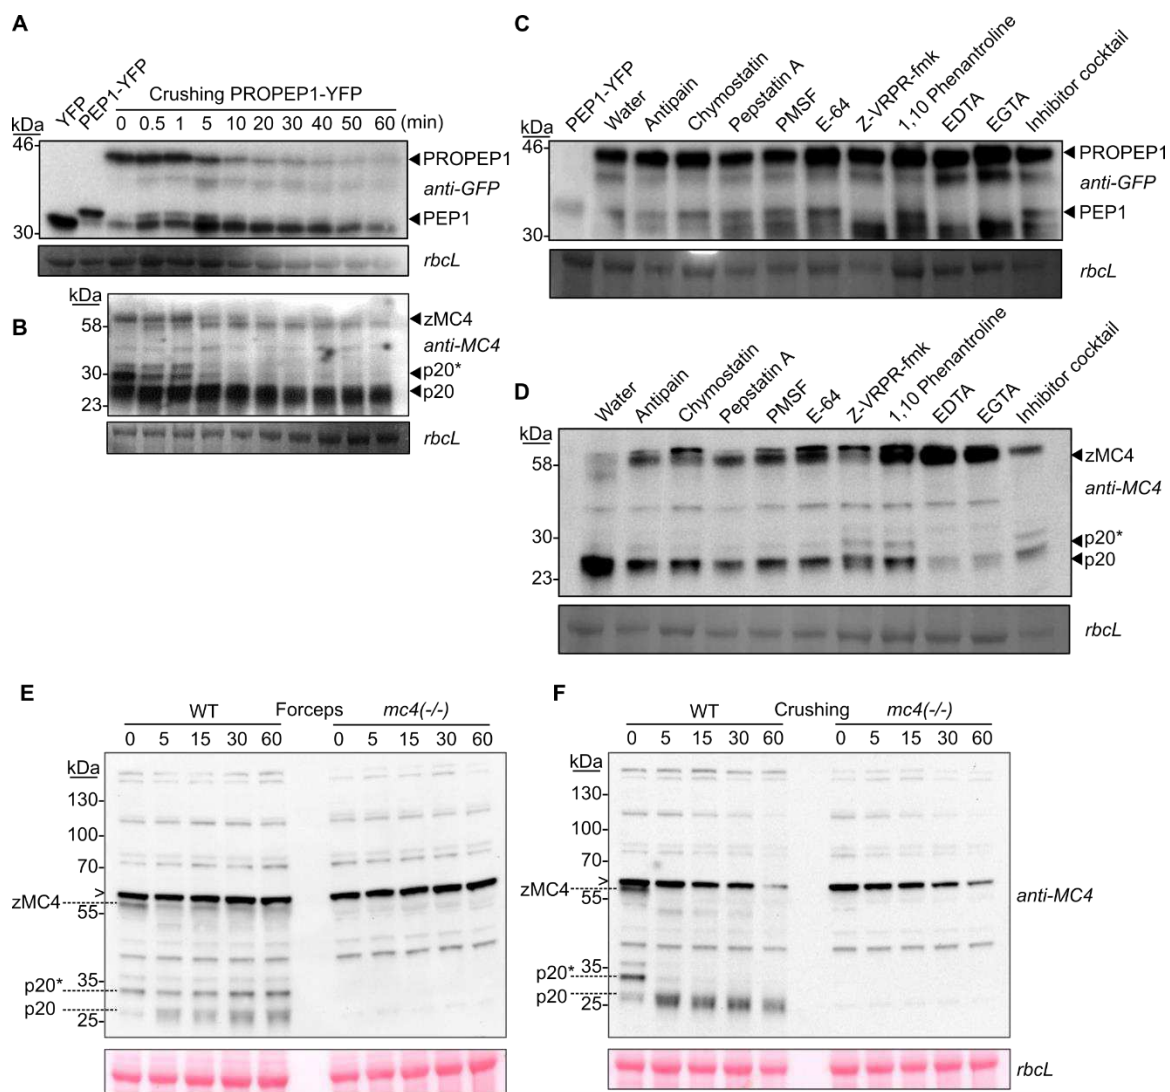 A
YFP
PEP1-YFP
Crushing PROPEP1-YFP
0 0.5 1 5 10 20 30 40 50 60 (min)
kDa
46
PROPEP1
anti-GFP
PEP1
30
rbcL
B
kDa
58
30
23
zMC4
anti-MC4
p20*
p20
rbcL
C
PEP1-YFP
Water
Antipain
Chymostatin
Pepstatin A
PMSF
E-64
Z-VRPR-fmk
1,10 Phenantroline
EDTA
EGTA
Inhibitor cocktail
kDa
46
PROPEP1
anti-GFP
PEP1
30
rbcL
D
Water
Antipain
Chymostatin
Pepstatin A
PMSF
E-64
Z-VRPR-fmk
1,10 Phenantroline
EDTA
EGTA
Inhibitor cocktail
kDa
58
zMC4
anti-MC4
30
p20*
p20
23
rbcL
E
WT Forceps mc4(-/-)
0 5 15 30 60 0 5 15 30 60
kDa
130
100
70
>
zMC4
55
35
p20*
p20
25
F
WT Crushing mc4(-/-)
0 5 15 30 60 0 5 15 30 60
kDa
130
100
70
>
zMC4
anti-MC4
55
35
p20*
p20
25
rbcL